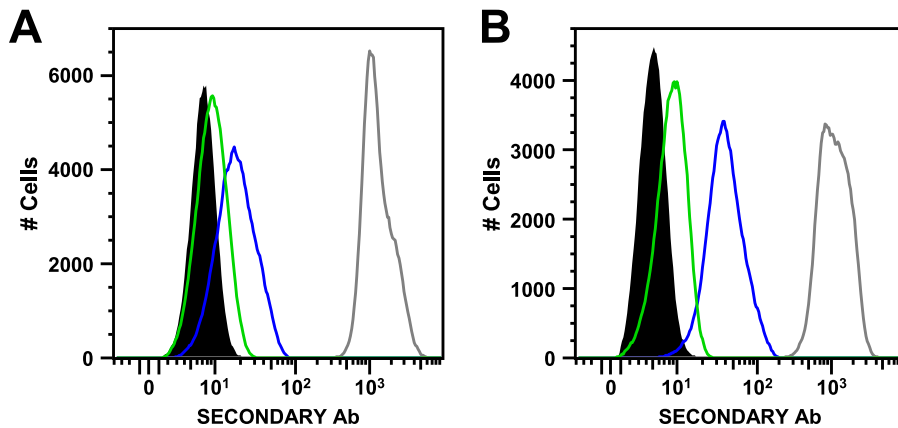 A
# Cells
6000
4000
2000
0
0 10¹ 10² 10³
SECONDARY Ab
B
# Cells
4000
3000
2000
1000
0
0 10¹ 10² 10³
SECONDARY Ab